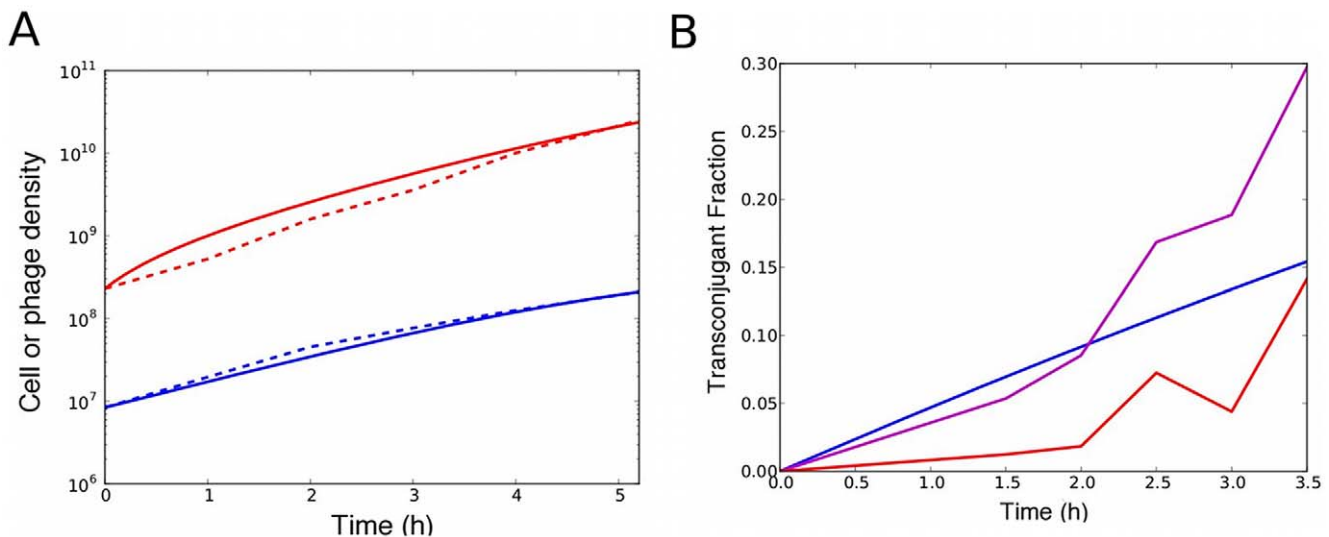 A
10^11
10^10
10^9
10^8
10^7
10^6
Cell or phage density
0 1 2 3 4 5
Time (h)
B
0.30
0.25
0.20
0.15
0.10
0.05
0.00
Transconjugant Fraction
0.0 0.5 1.0 1.5 2.0 2.5 3.0 3.5
Time (h)